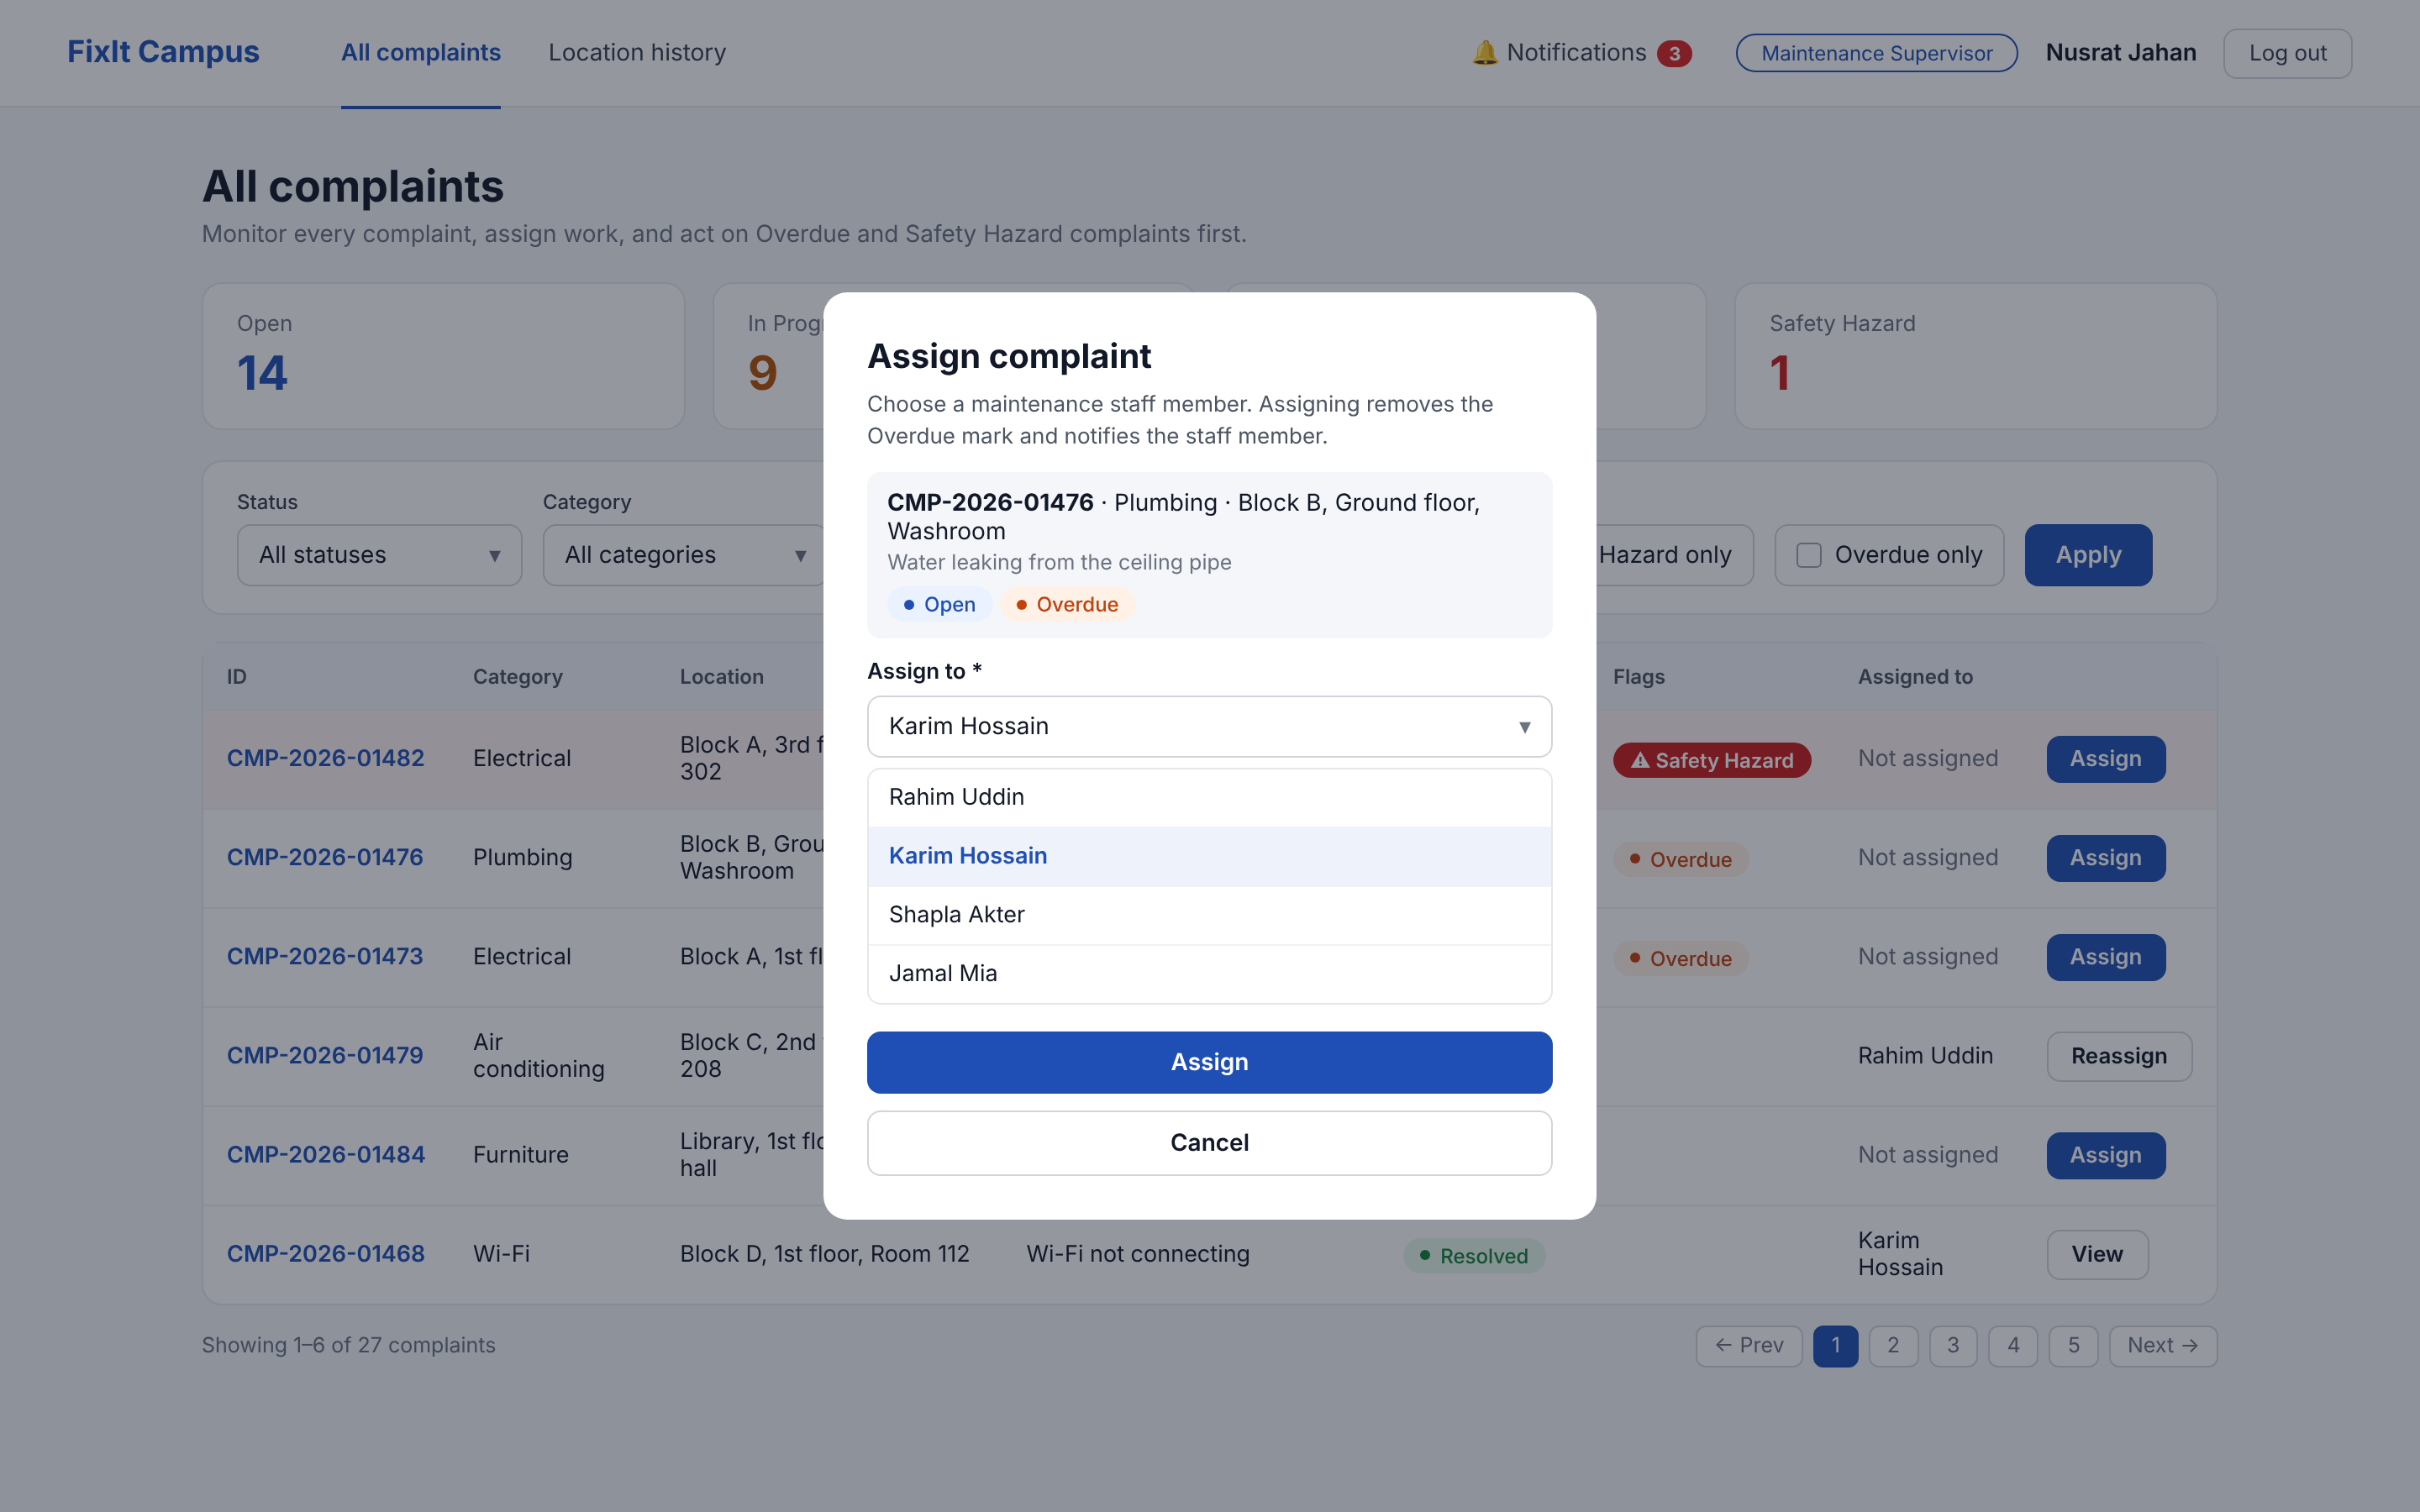 FixIt Campus
All complaints
Location history
🔔 Notifications 3
Maintenance Supervisor
Nusrat Jahan
Log out
All complaints
Monitor every complaint, assign work, and act on Overdue and Safety Hazard complaints first.
Open
14
9
Safety Hazard
1
Assign complaint
Choose a maintenance staff member. Assigning removes the
Overdue mark and notifies the staff member.
CMP-2026-01476 · Plumbing · Block B, Ground floor,
Washroom
Water leaking from the ceiling pipe
Open
Overdue
Assign to *
Karim Hossain ▼
Rahim Uddin
Karim Hossain
Shapla Akter
Jamal Mia
Assign
Cancel
Status
All statuses ▼
Category
All categories ▼
Hazard only
Overdue only
Apply
ID Category Location Flags Assigned to
CMP-2026-01482 Electrical Block A, 3rd
302
⚠ Safety Hazard Not assigned Assign
CMP-2026-01476 Plumbing Block B,
Washroom
Overdue Not assigned Assign
CMP-2026-01473 Electrical Block A, 1st
Overdue Not assigned Assign
CMP-2026-01479 Air
conditioning
Block C, 2nd
208
Rahim Uddin Reassign
CMP-2026-01484 Furniture Library, 1st
hall
Not assigned Assign
CMP-2026-01468 Wi-Fi Block D, 1st floor, Room 112 Wi-Fi not connecting Resolved Karim
Hossain
View
Showing 1–6 of 27 complaints
← Prev 1 2 3 4 5 Next →